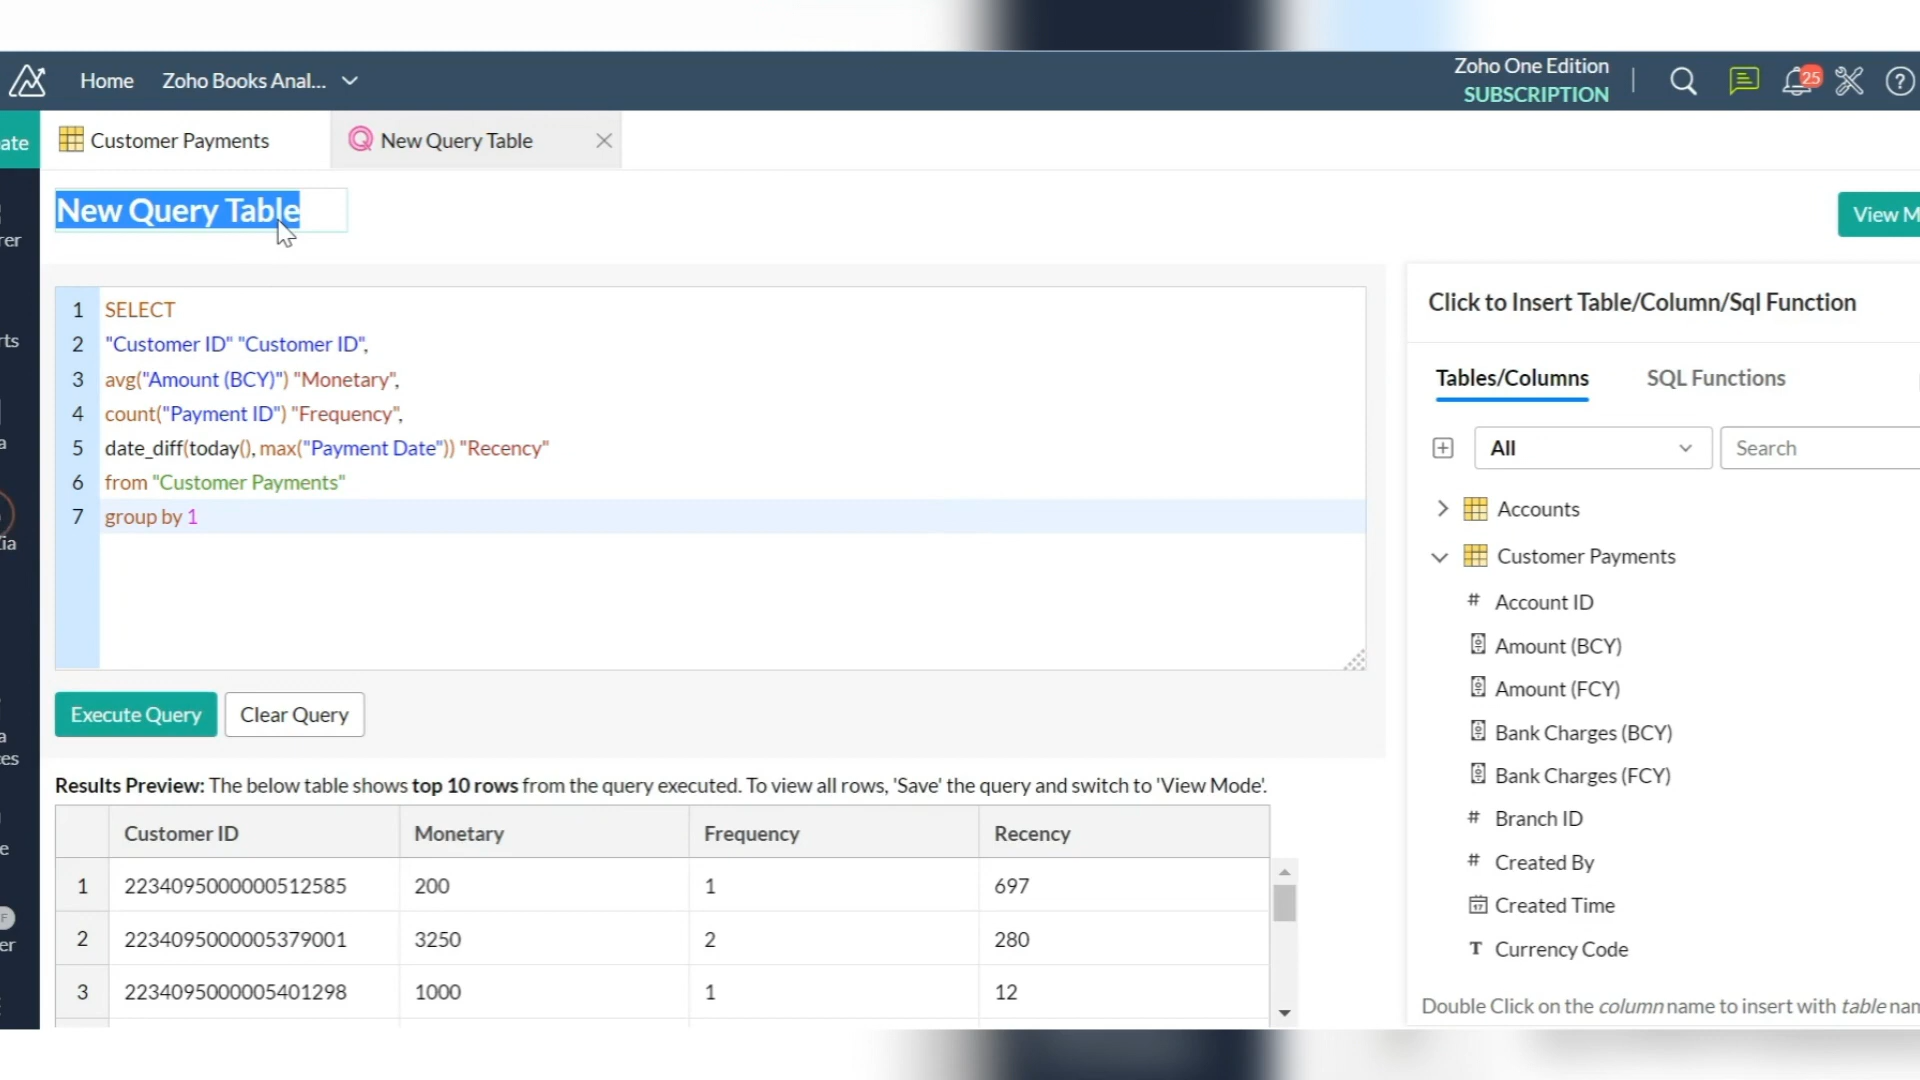 Home
Zoho Books Anal...
Zoho One Edition
SUBSCRIPTION
25
ate
Customer Payments
New Query Table
New Query Table
View M
rer
rts
a
ia
a
ces
e
er
1 SELECT
2 "Customer ID" "Customer ID",
3 avg("Amount (BCY)") "Monetary",
4 count("Payment ID") "Frequency",
5 date_diff(today(), max("Payment Date")) "Recency"
6 from "Customer Payments"
7 group by 1
Execute Query
Clear Query
Results Preview: The below table shows top 10 rows from the query executed. To view all rows, 'Save' the query and switch to 'View Mode'.
Customer ID Monetary Frequency Recency
1 2234095000000512585 200 1 697
2 2234095000005379001 3250 2 280
3 2234095000005401298 1000 1 12
Click to Insert Table/Column/Sql Function
Tables/Columns
SQL Functions
All
Search
Accounts
Customer Payments
# Account ID
Amount (BCY)
Amount (FCY)
Bank Charges (BCY)
Bank Charges (FCY)
# Branch ID
# Created By
Created Time
T Currency Code
Double Click on the column name to insert with table nam